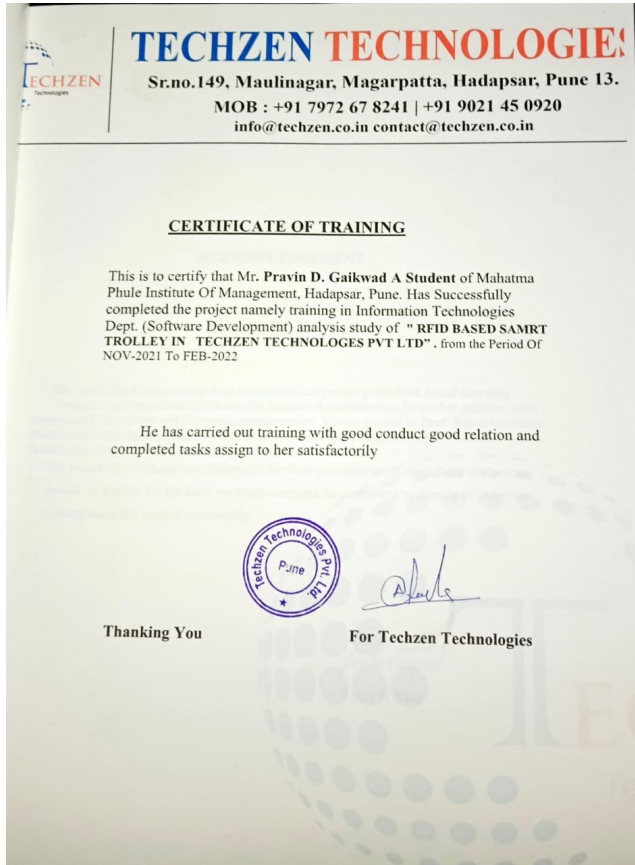 TECHZEN
Technologies
TECHZEN TECHNOLOGIES
Sr.no.149, Maulinagar, Magarpatta, Hadapsar, Pune 13.
MOB : +91 7972 67 8241 | +91 9021 45 0920
info@techzen.co.in contact@techzen.co.in
CERTIFICATE OF TRAINING
This is to certify that Mr. Pravin D. Gaikwad A Student of Mahatma
Phule Institute Of Management, Hadapsar, Pune. Has Successfully
completed the project namely training in Information Technologies
Dept. (Software Development) analysis study of " RFID BASED SAMRT
TROLLEY IN TECHZEN TECHNOLOGES PVT LTD" . from the Period Of
NOV-2021 To FEB-2022
He has carried out training with good conduct good relation and
completed tasks assign to her satisfactorily
Techzen Technologies Pvt. Ltd.
Pune
Thanking You
For Techzen Technologies